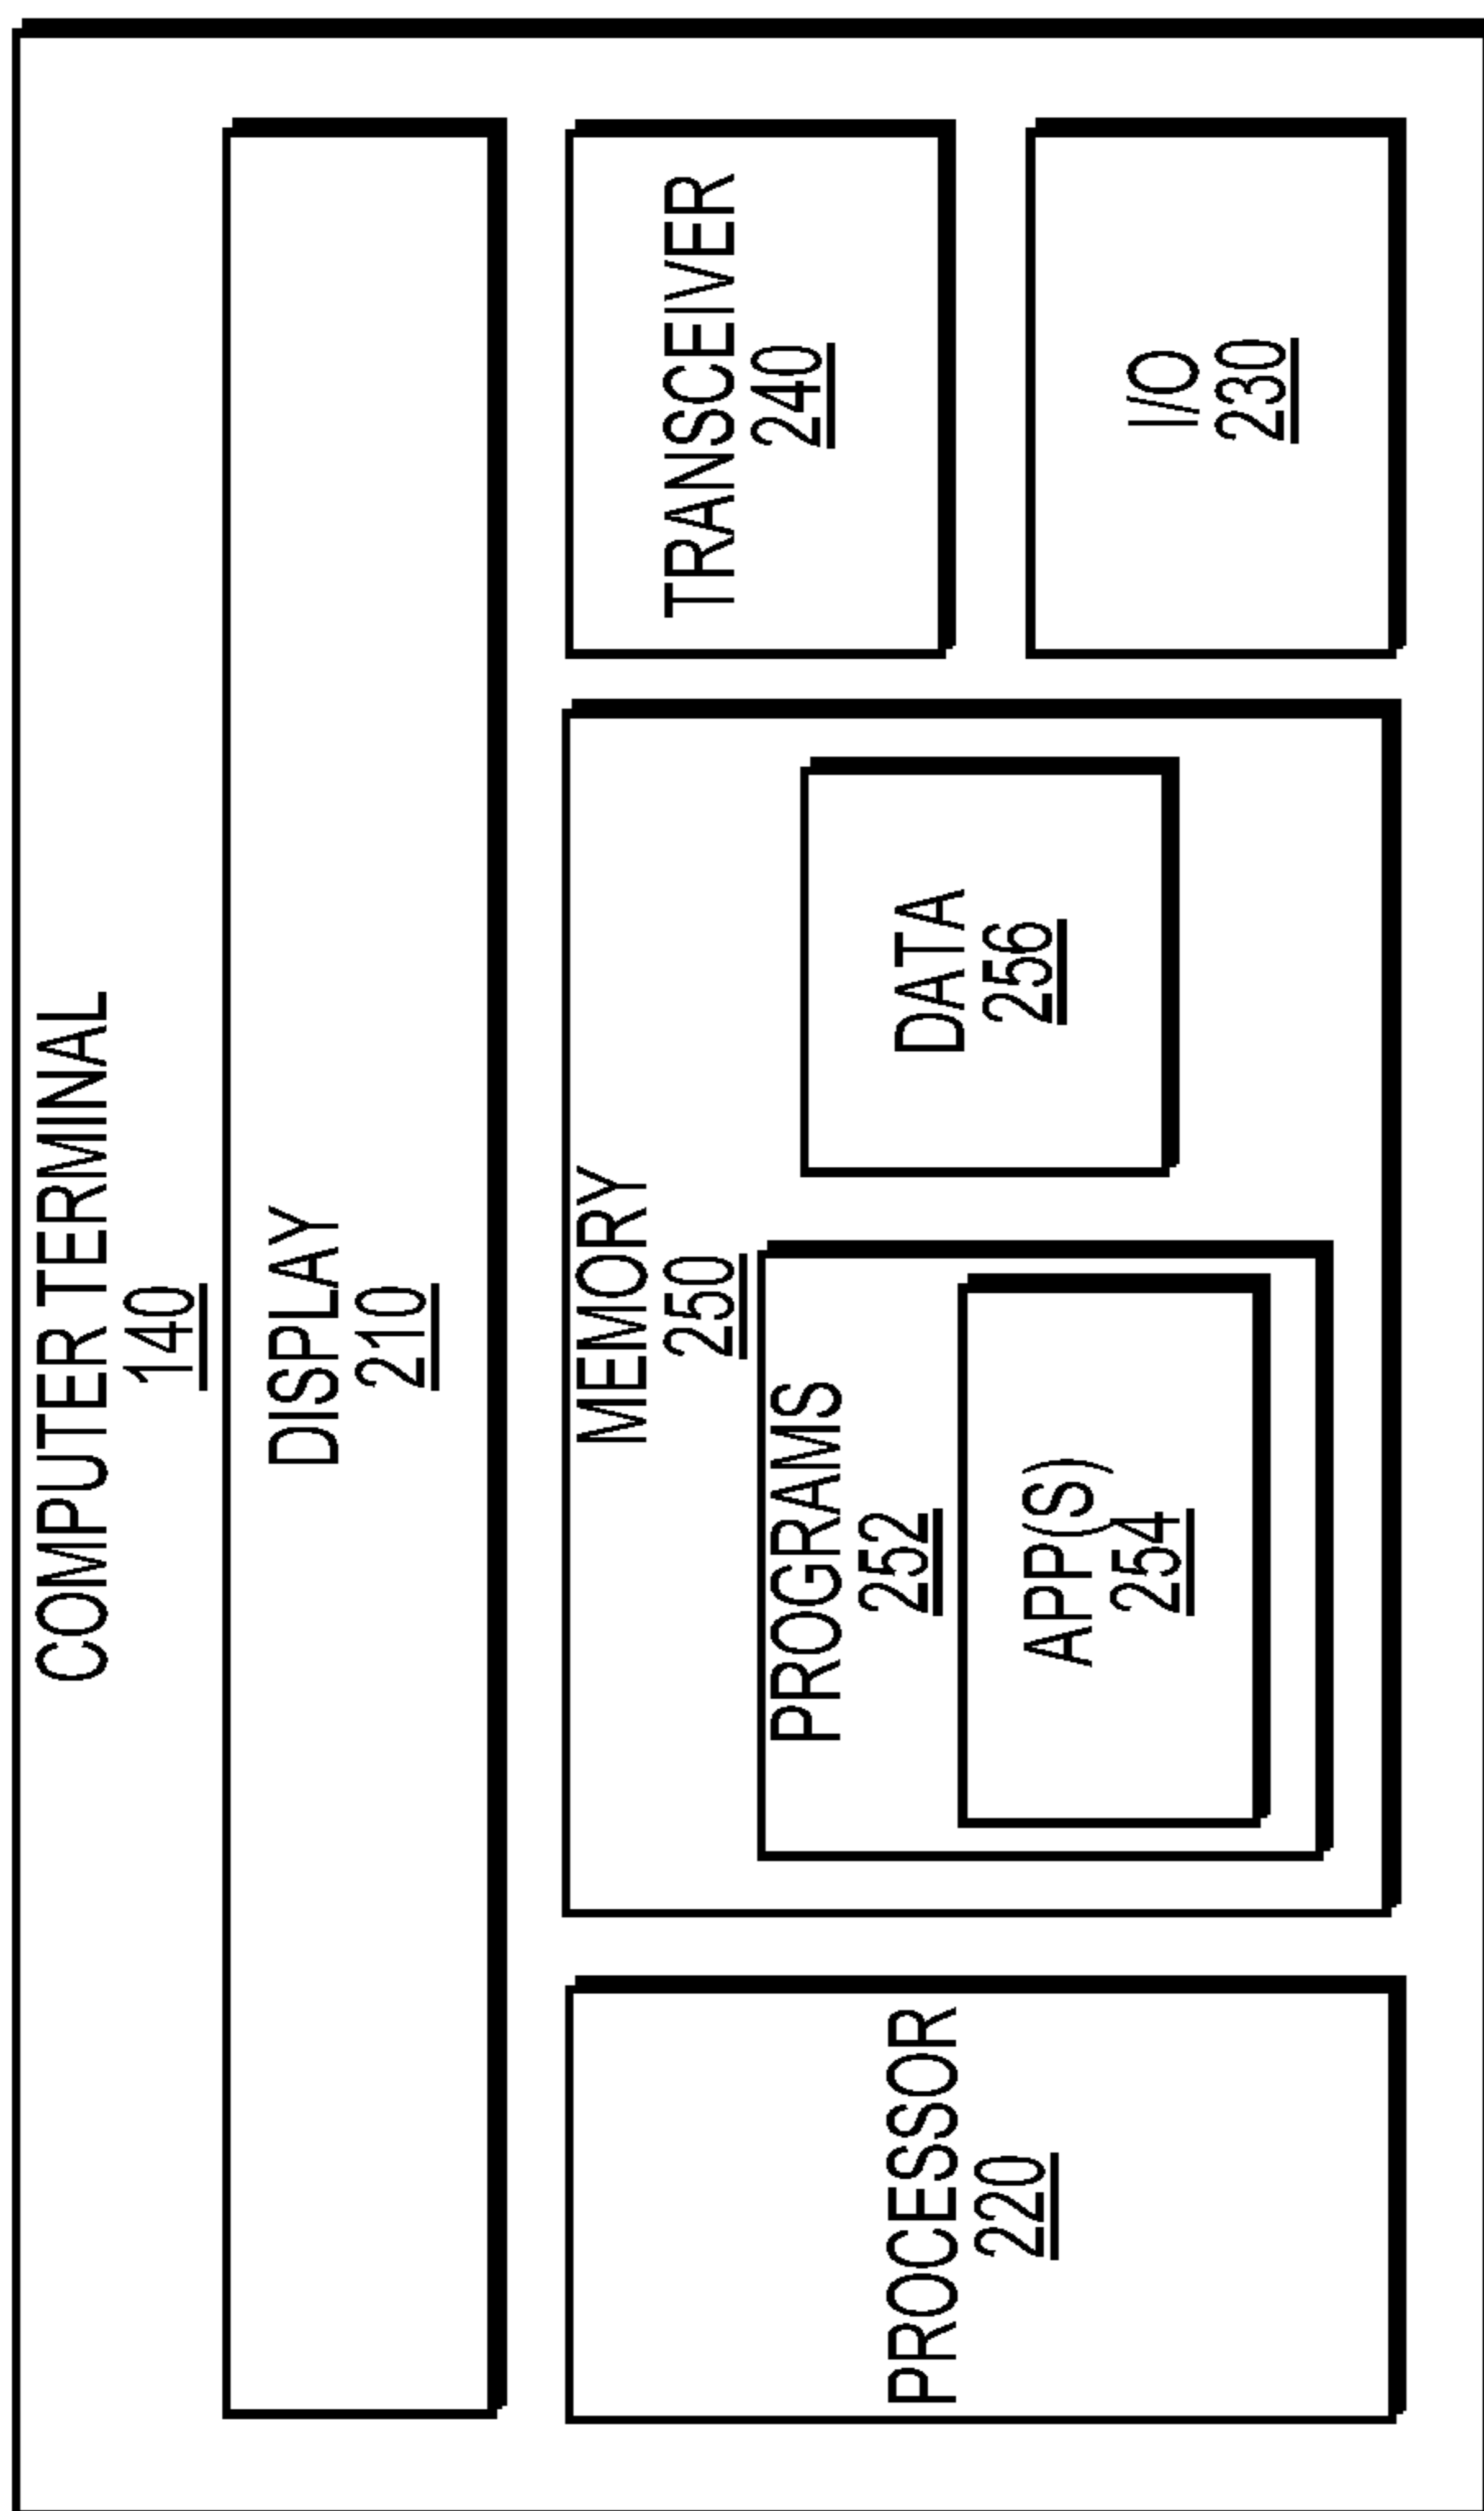 COMPUTER TERMINAL
140
DISPLAY
210
PROCESSOR
220
MEMORY
250
PROGRAMS
252
APP(S)
254
DATA
256
TRANSCEIVER
240
I/O
230